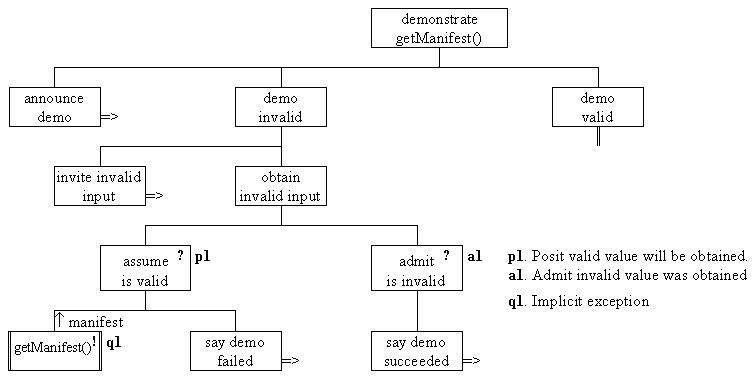 demonstrate
getManifest()
announce
demo
=>
demo
invalid
demo
valid
invite invalid
input
=>
obtain
invalid input
assume
is valid
? p1
admit
is invalid
? a1
p1. Posit valid value will be obtained.
a1. Admit invalid value was obtained
q1. Implicit exception
↑ manifest
getManifest()! q1
say demo
failed
=>
say demo
succeeded
=>